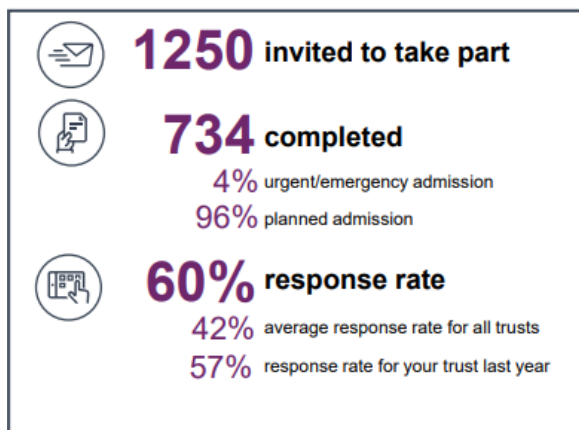 1250 invited to take part
734 completed
4% urgent/emergency admission
96% planned admission
60% response rate
42% average response rate for all trusts
57% response rate for your trust last year